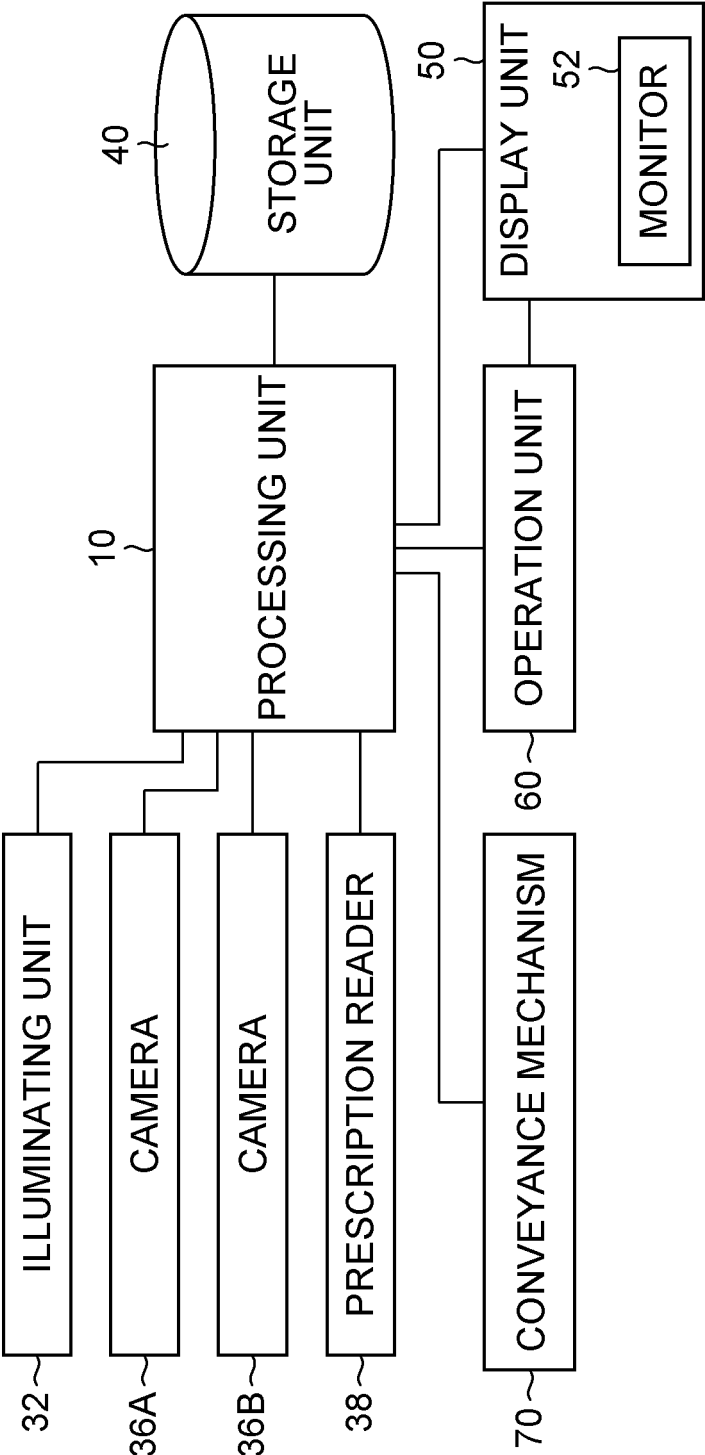 32
ILLUMINATING UNIT
36A
CAMERA
36B
CAMERA
38
PRESCRIPTION READER
10
PROCESSING UNIT
40
STORAGE
UNIT
70
CONVEYANCE MECHANISM
60
OPERATION UNIT
50
DISPLAY UNIT
52
MONITOR